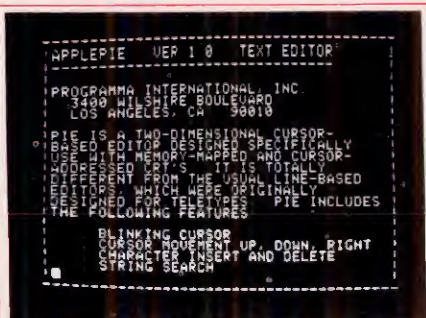 APPLEPIE VER 1.0 TEXT EDITOR
PROGRAMMA INTERNATIONAL, INC.
3400 WILSHIRE BOULEVARD
LOS ANGELES, CA 90010
PIE IS A TWO-DIMENSIONAL CURSOR-
BASED EDITOR DESIGNED SPECIFICALLY
USE WITH MEMORY-MAPPED AND CURSOR-
ADDRESSED CRT'S. IT IS TOTALLY
DIFFERENT FROM THE USUAL LINE-BASED
EDITORS, WHICH WERE ORIGINALLY
DESIGNED FOR TELETYPES. PIE INCLUDES
THE FOLLOWING FEATURES
BLINKING CURSOR
CURSOR MOVEMENT UP, DOWN, RIGHT
CHARACTER INSERT AND DELETE
STRING SEARCH